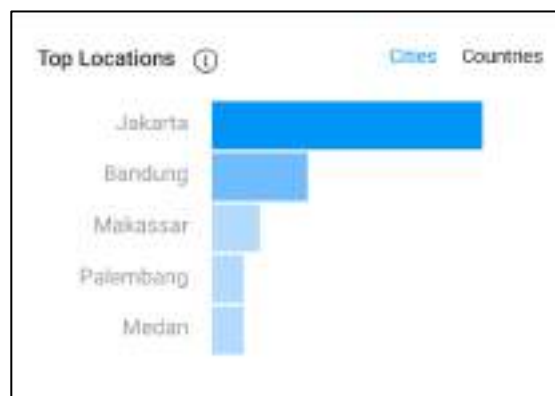 Top Locations Cities Countries
Jakarta
Bandung
Makassar
Palembang
Medan